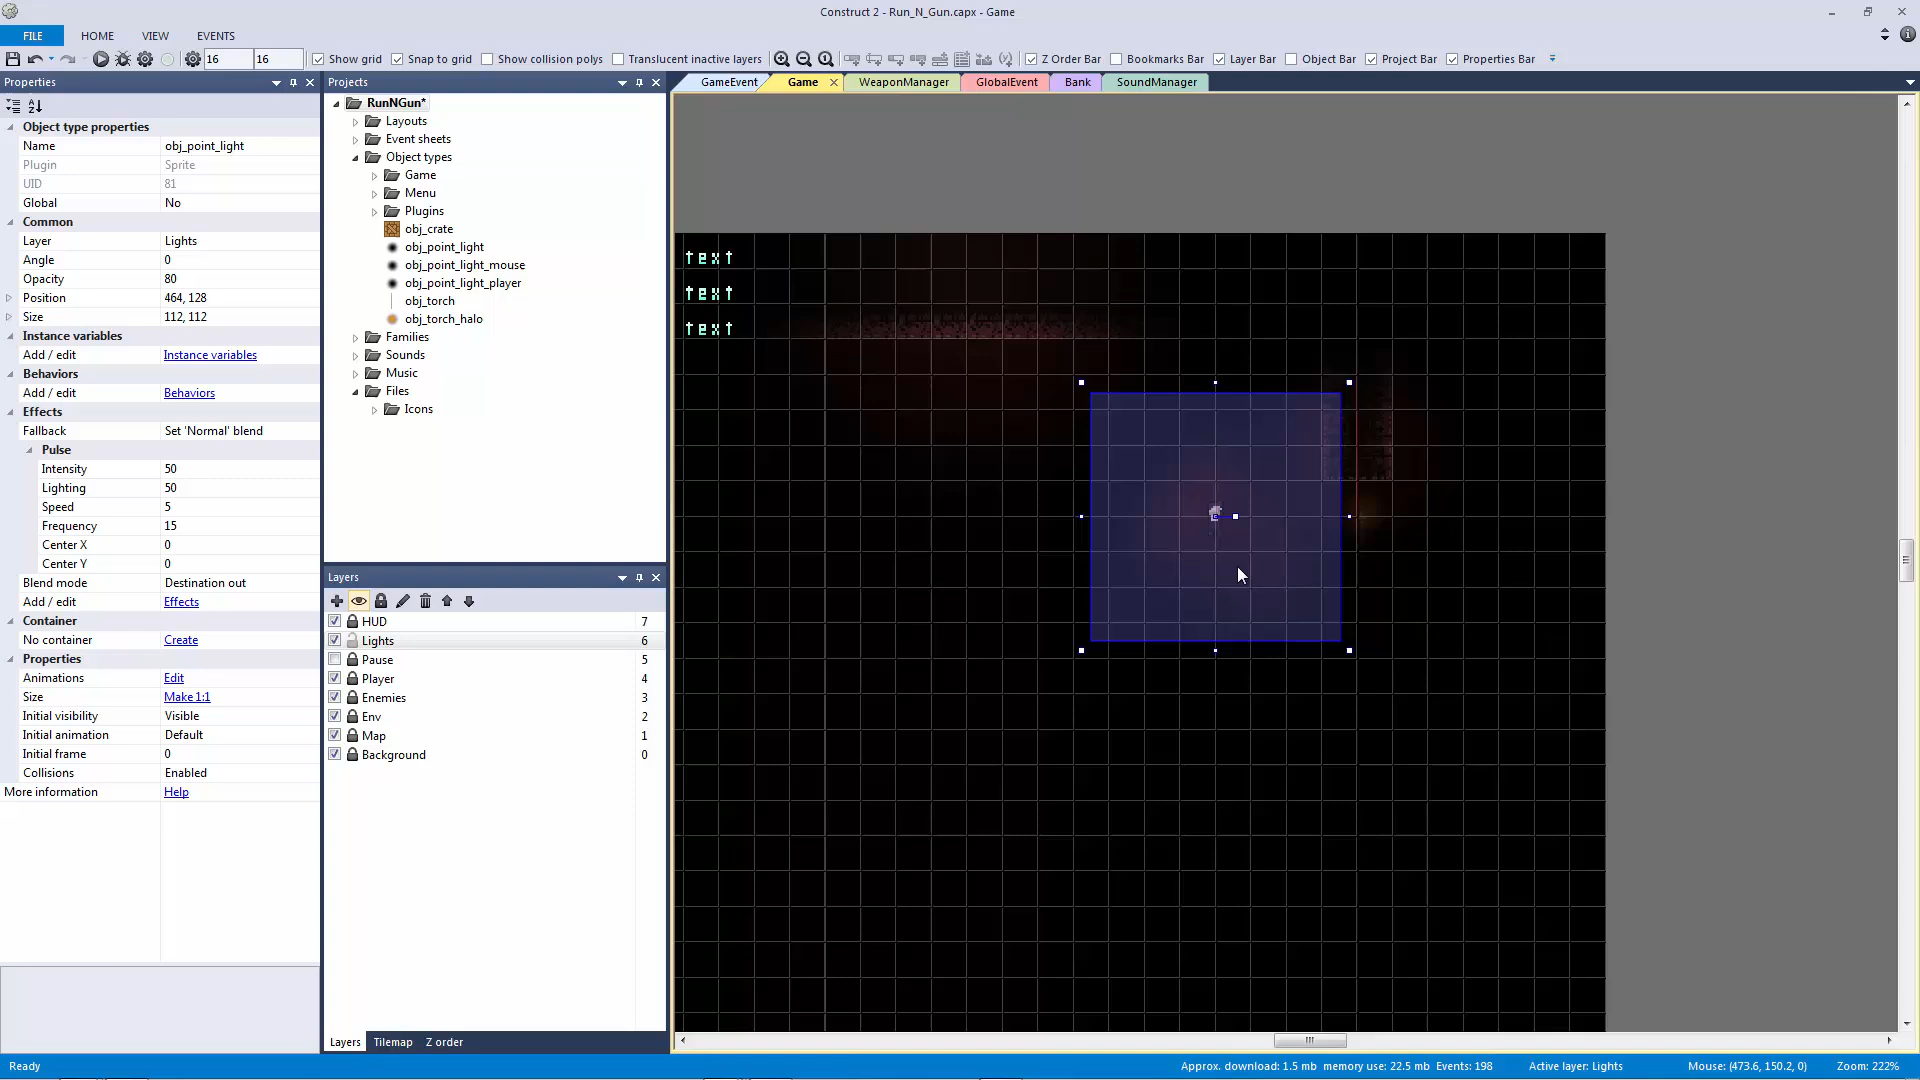 Construct 2 - Run_N_Gun.capx - Game
FILE HOME VIEW EVENTS
16 16 Show grid Snap to grid Show collision polys Translucent inactive layers Z Order Bar Bookmarks Bar Layer Bar Object Bar Project Bar Properties Bar
Properties
Object type properties
Name obj_point_light
Plugin Sprite
UID 81
Global No
Common
Layer Lights
Angle 0
Opacity 80
Position 464, 128
Size 112, 112
Instance variables
Add / edit Instance variables
Behaviors
Add / edit Behaviors
Effects
Fallback Set 'Normal' blend
Pulse
Intensity 50
Lighting 50
Speed 5
Frequency 15
Center X 0
Center Y 0
Blend mode Destination out
Add / edit Effects
Container
No container Create
Properties
Animations Edit
Size Make 1:1
Initial visibility Visible
Initial animation Default
Initial frame 0
Collisions Enabled
More information Help
Projects
RunNGun*
Layouts
Event sheets
Object types
Game
Menu
Plugins
obj_crate
obj_point_light
obj_point_light_mouse
obj_point_light_player
obj_torch
obj_torch_halo
Families
Sounds
Music
Files
Icons
Layers
HUD 7
Lights 6
Pause 5
Player 4
Enemies 3
Env 2
Map 1
Background 0
Layers Tilemap Z order
GameEvent Game WeaponManager GlobalEvent Bank SoundManager
text
text
text
Ready Approx. download: 1.5 mb memory use: 22.5 mb Events: 198 Active layer: Lights Mouse: (473.6, 150.2, 0) Zoom: 222%